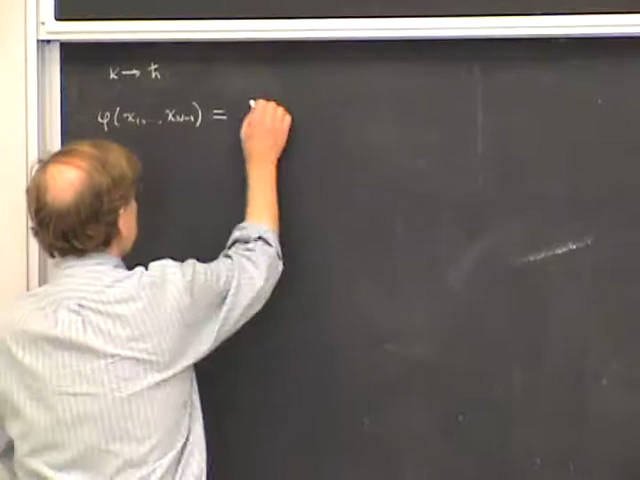 κ → ħ
φ(x₁, ..., x_{N-1}) =